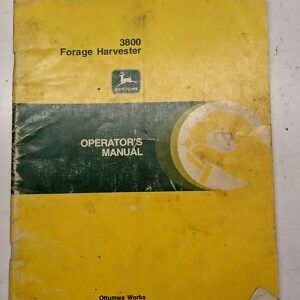 3800
Forage Harvester
JOHN DEERE
OPERATOR'S
MANUAL
Ottumwa Works